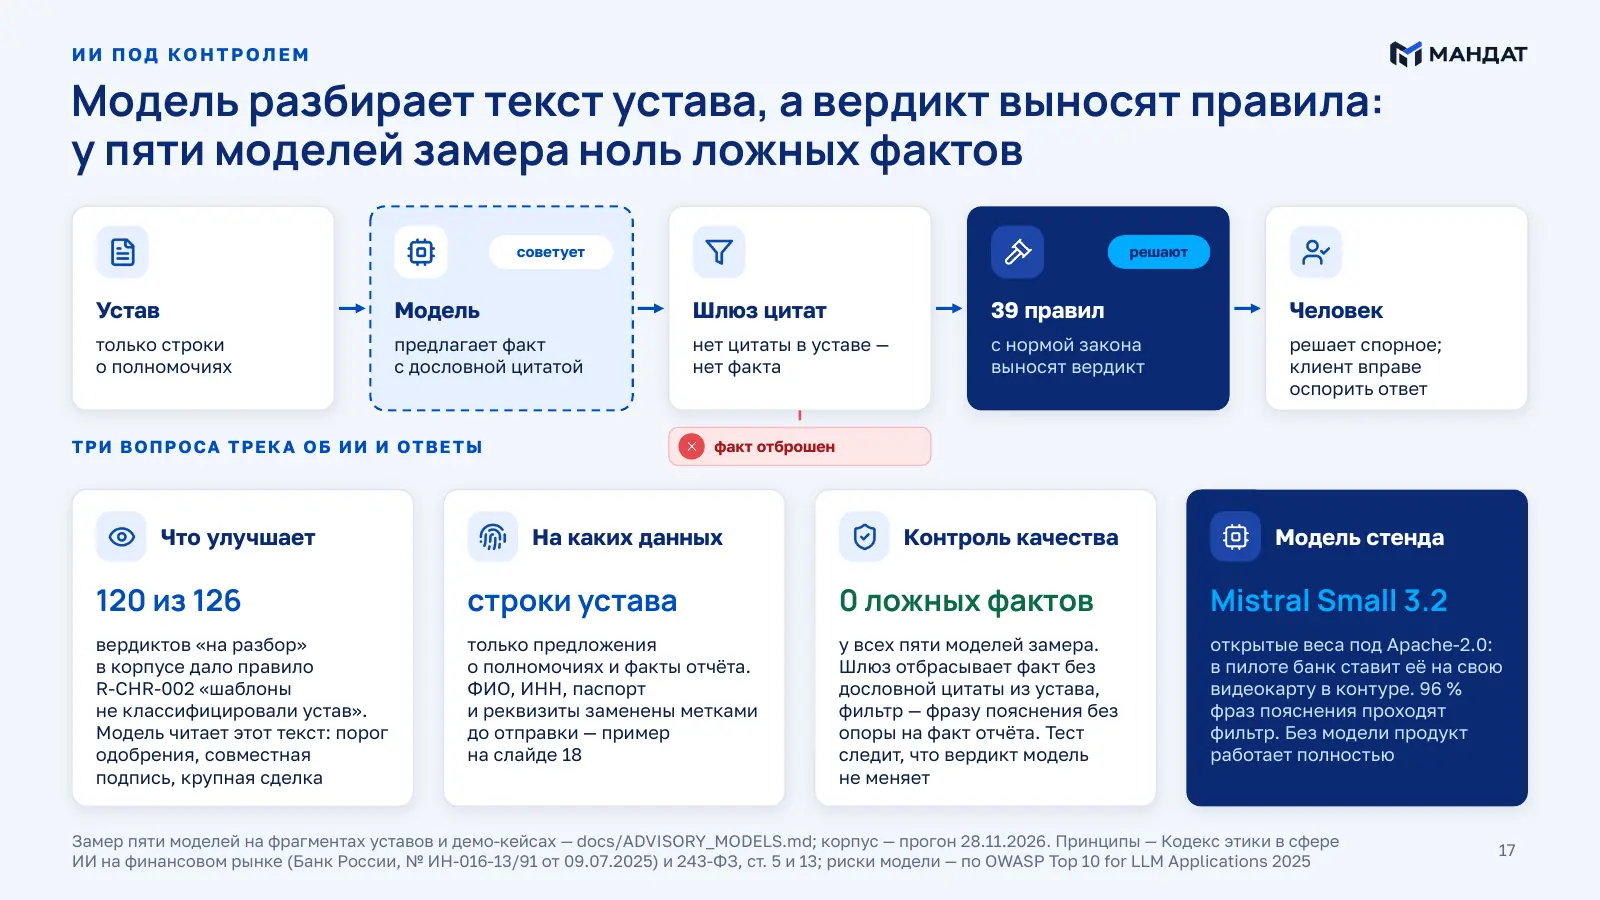 ИИ ПОД КОНТРОЛЕМ
МАНДАТ
Модель разбирает текст устава, а вердикт выносят правила:
у пяти моделей замера ноль ложных фактов
Устав
только строки
о полномочиях
советует
Модель
предлагает факт
с дословной цитатой
Шлюз цитат
нет цитаты в уставе —
нет факта
решают
39 правил
с нормой закона
выносят вердикт
Человек
решает спорное;
клиент вправе
оспорить ответ
факт отброшен
ТРИ ВОПРОСА ТРЕКА ОБ ИИ И ОТВЕТЫ
Что улучшает
120 из 126
вердиктов «на разбор»
в корпусе дало правило
R-CHR-002 «шаблоны
не классифицировали устав».
Модель читает этот текст: порог
одобрения, совместная
подпись, крупная сделка
На каких данных
строки устава
только предложения
о полномочиях и факты отчёта.
ФИО, ИНН, паспорт
и реквизиты заменены метками
до отправки — пример
на слайде 18
Контроль качества
0 ложных фактов
у всех пяти моделей замера.
Шлюз отбрасывает факт без
дословной цитаты из устава,
фильтр — фразу пояснения без
опоры на факт отчёта. Тест
следит, что вердикт модель
не меняет
Модель стенда
Mistral Small 3.2
открытые веса под Apache-2.0:
в пилоте банк ставит её на свою
видеокарту в контуре. 96 %
фраз пояснения проходят
фильтр. Без модели продукт
работает полностью
Замер пяти моделей на фрагментах уставов и демо-кейсах — docs/ADVISORY_MODELS.md; корпус — прогон 28.11.2026. Принципы — Кодекс этики в сфере
ИИ на финансовом рынке (Банк России, № ИН-016-13/91 от 09.07.2025) и 243-ФЗ, ст. 5 и 13; риски модели — по OWASP Top 10 for LLM Applications 2025
17